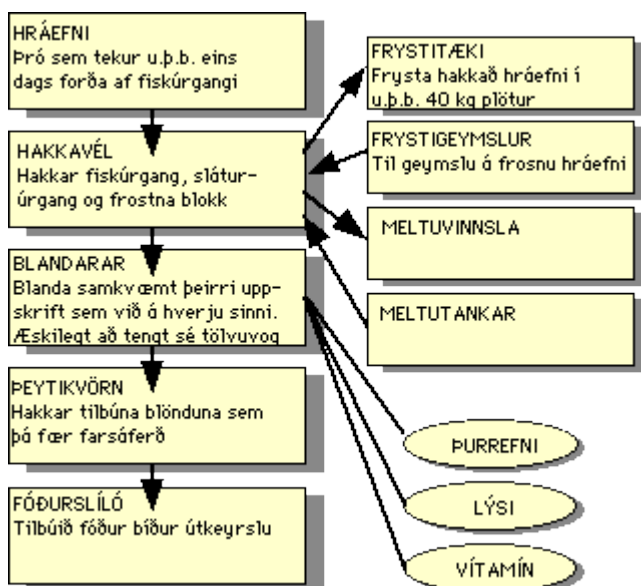 HRÁEFNI
Þró sem tekur u.þ.b. eins
dags forða af fiskúrgangi
HAKKAVÉL
Hakkar fiskúrgang, slátur-
úrgang og frostna blokk
BLANDARAR
Blanda samkvæmt þeirri upp-
skrift sem við á hverju sinni.
Æskilegt að tengt sé tölvuvog
ÞEYTIKVÖRN
Hakkar tilbúna blönduna sem
þá fær farsáferð
FÓÐURSLÍLÓ
Tilbúið fóður bíður útkeyrslu
FRYSTITÆKI
Frysta hakkað hráefni í
u.þ.b. 40 kg plötur
FRYSTIGEYMSLUR
Til geymslu á frosnu hráefni
MELTUVINNSLA
MELTUTANKAR
ÞURREFNI
LÝSI
VÍTAMÍN